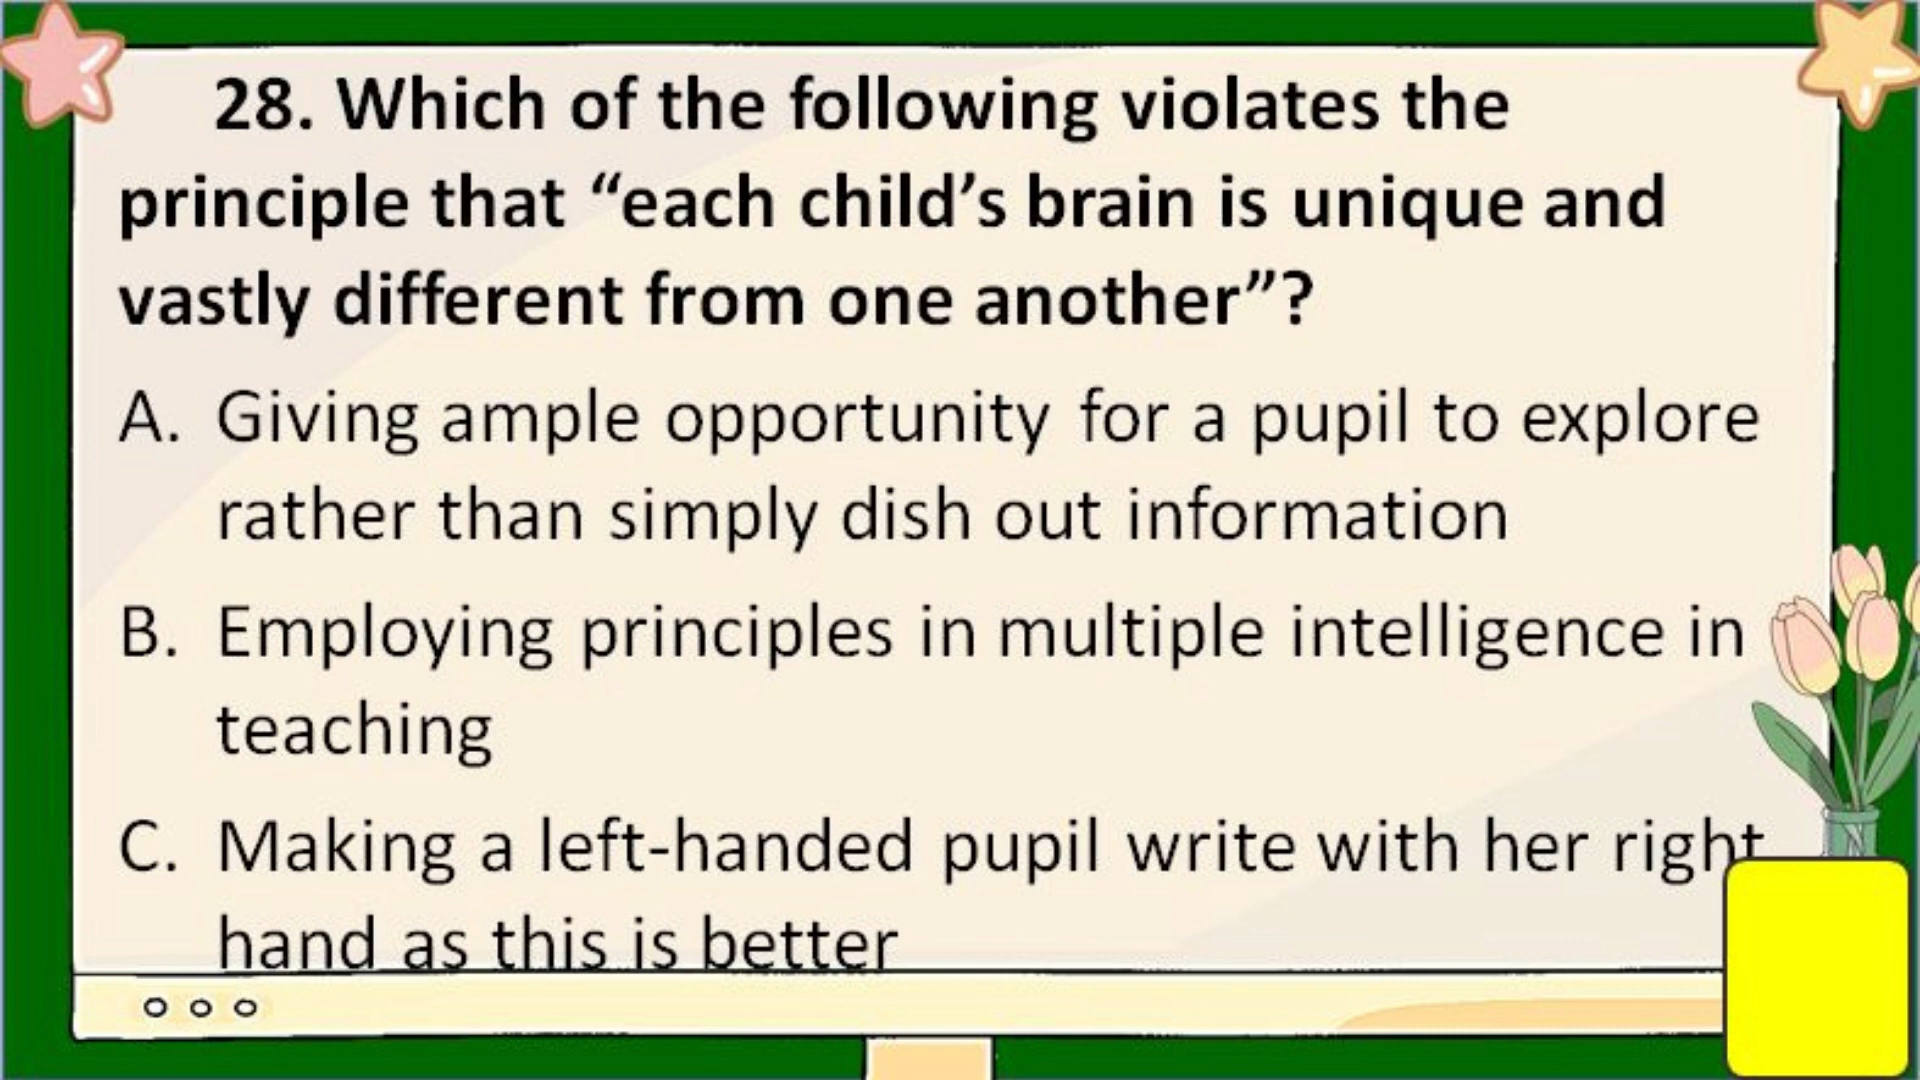 28. Which of the following violates the
principle that “each child’s brain is unique and
vastly different from one another”?
A. Giving ample opportunity for a pupil to explore
rather than simply dish out information
B. Employing principles in multiple intelligence in
teaching
C. Making a left-handed pupil write with her right
hand as this is better